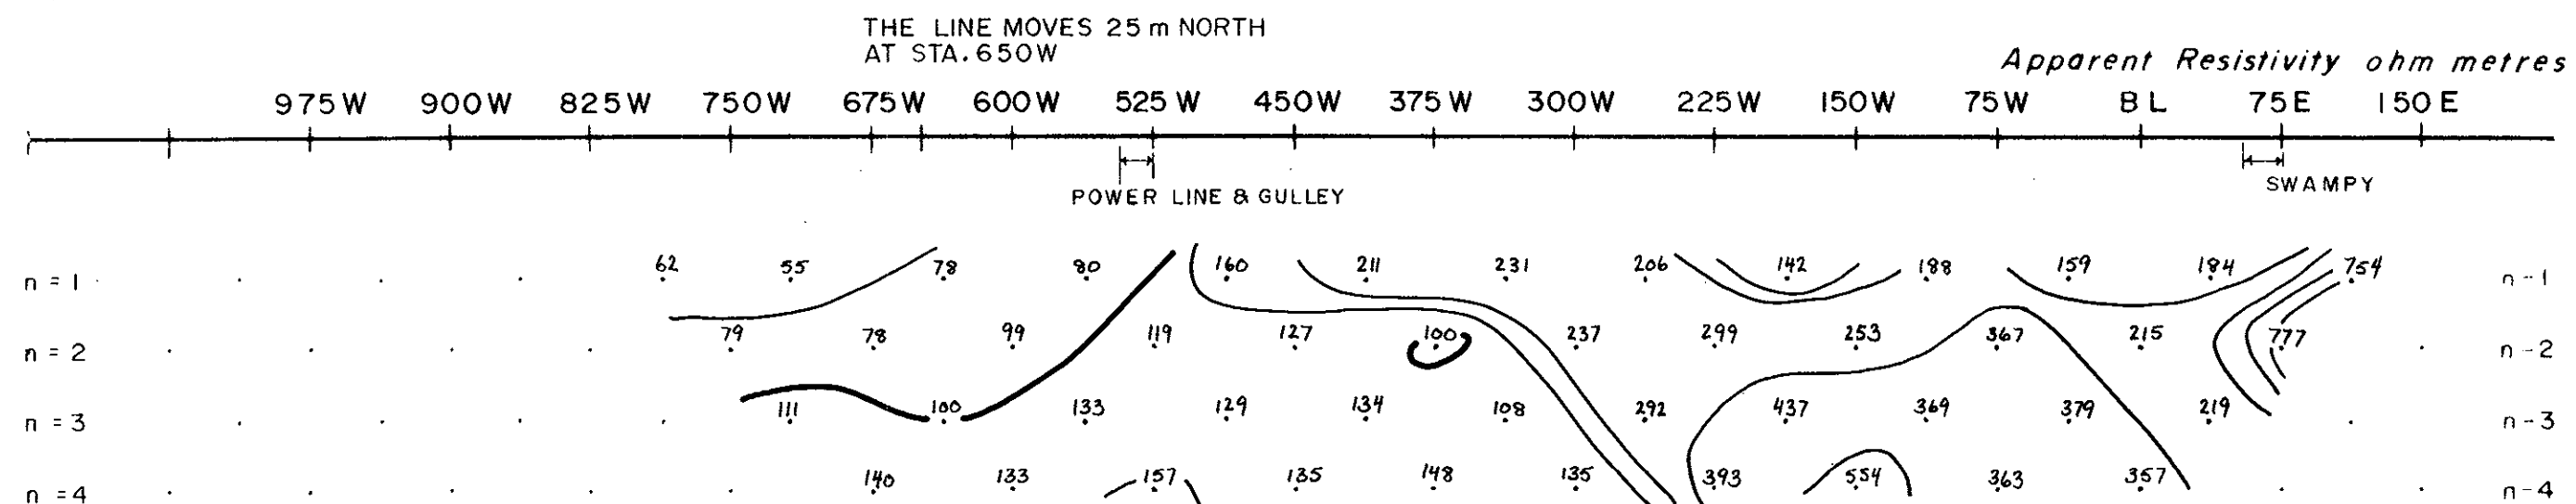 THE LINE MOVES 25 m NORTH
AT STA. 650W
Apparent Resistivity ohm metres
975W 900W 825W 750W 675W 600W 525W 450W 375W 300W 225W 150W 75W BL 75E 150E
POWER LINE & GULLEY
SWAMPY
n = 1 62 55 78 80 160 211 231 206 142 188 159 184 754 n-1
n = 2 79 78 99 119 127 100 237 299 253 367 215 777 n-2
n = 3 111 100 133 129 134 108 292 437 369 379 219 n-3
n = 4 140 133 157 135 148 135 393 554 363 357 n-4